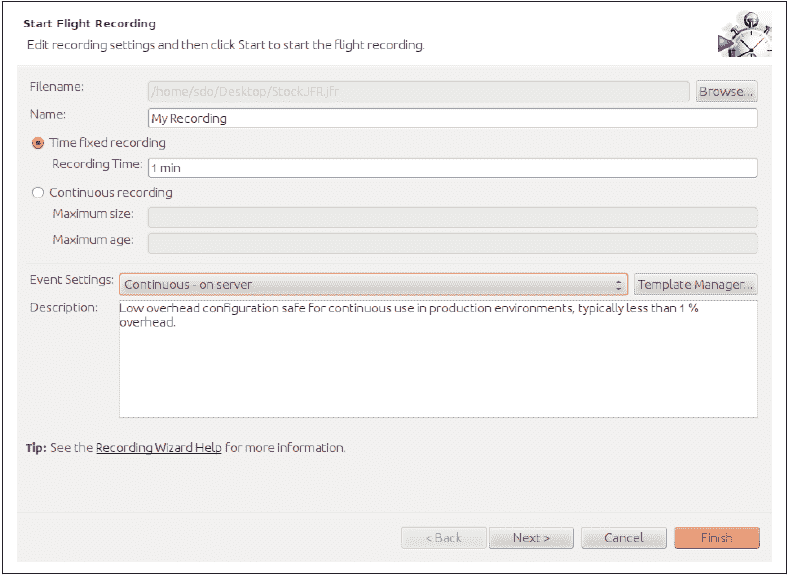 Start Flight Recording
Edit recording settings and then click Start to start the flight recording.
Filename: /home/sdo/Desktop/StockJFR.jfr Browse...
Name: My Recording
Time fixed recording
Recording Time: 1 min
Continuous recording
Maximum size:
Maximum age:
Event Settings: Continuous - on server Template Manager...
Description: Low overhead configuration safe for continuous use in production environments, typically less than 1 %
overhead.
Tip: See the Recording Wizard Help for more information.
< Back Next > Cancel Finish